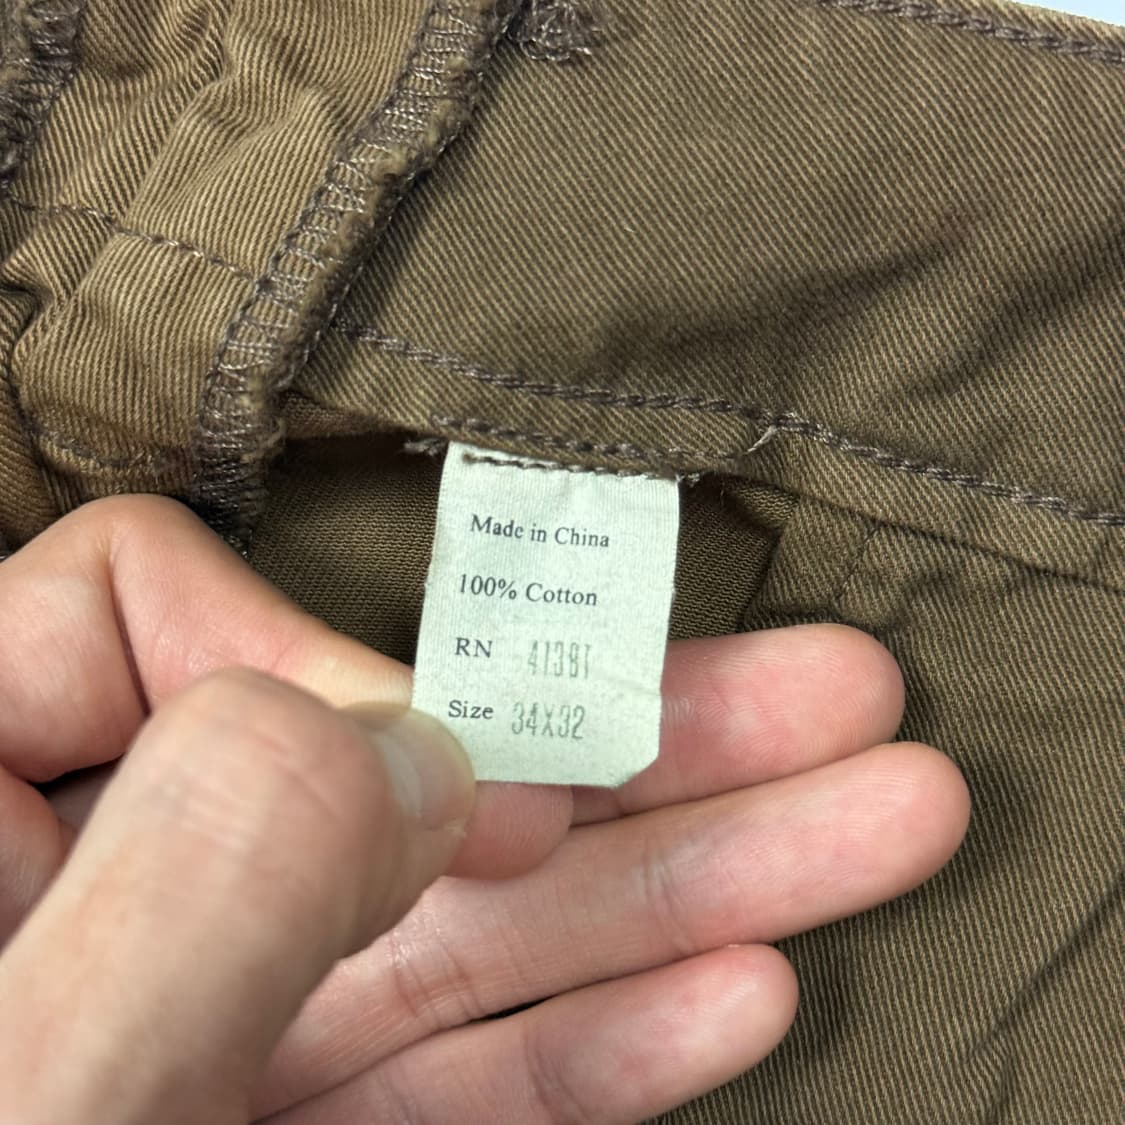 Made in China
100% Cotton
RN 41381
Size 34X32